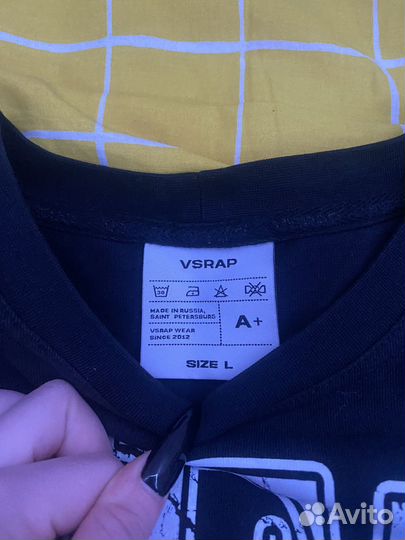 VSRAP
30
MADE IN RUSSIA,
SAINT PETERSBURG
VSRAP WEAR
SINCE 2012
A+
SIZE L
Avito